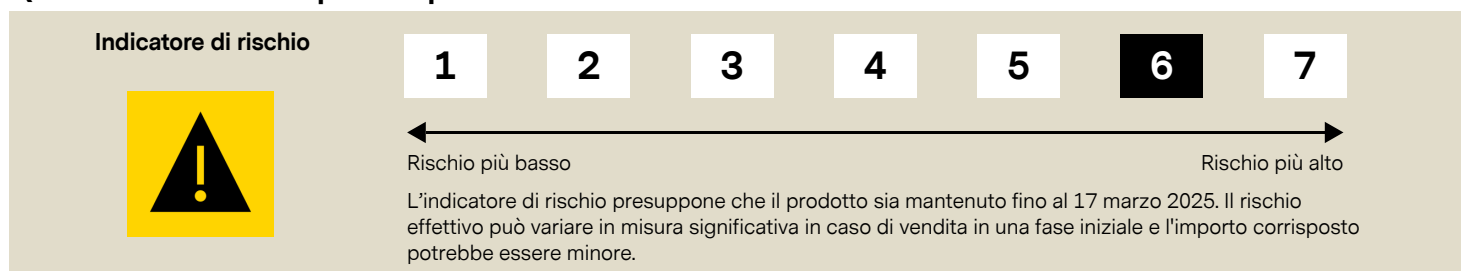 Indicatore di rischio
1 2 3 4 5 6 7
Rischio più basso Rischio più alto
L'indicatore di rischio presuppone che il prodotto sia mantenuto fino al 17 marzo 2025. Il rischio
effettivo può variare in misura significativa in caso di vendita in una fase iniziale e l'importo corrisposto
potrebbe essere minore.